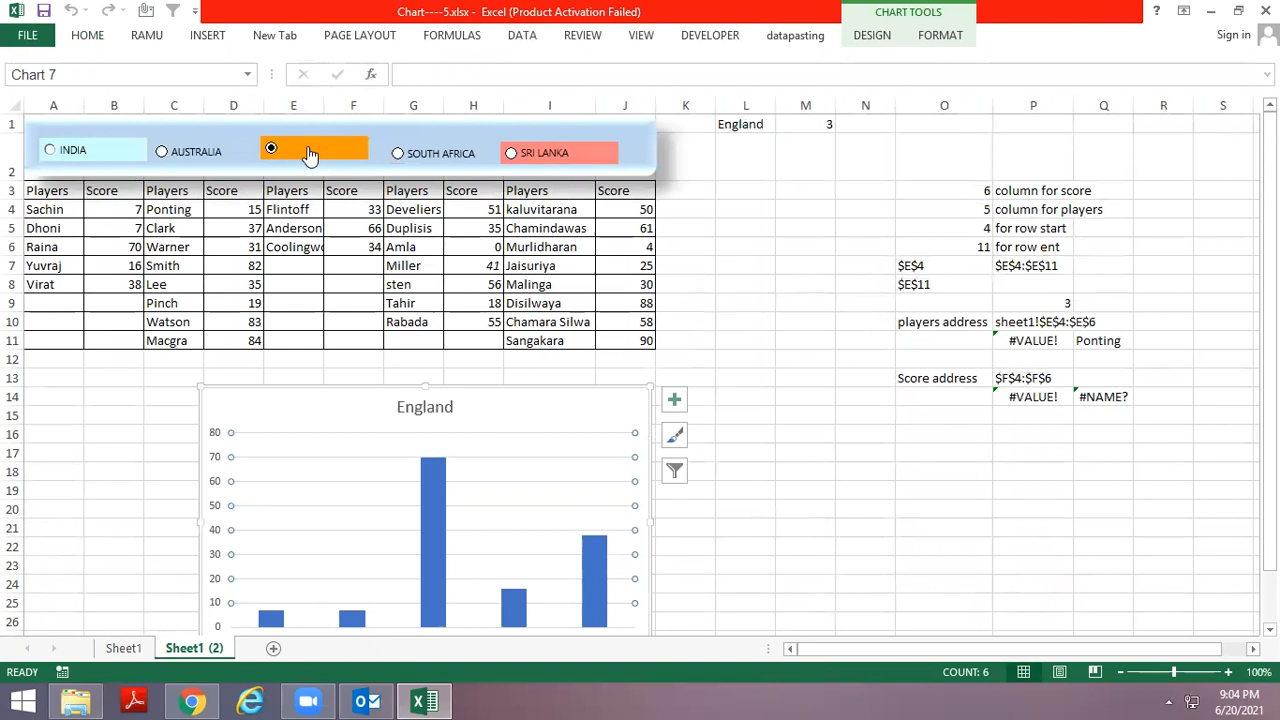 Chart----5.xlsx - Excel (Product Activation Failed)
CHART TOOLS
?
FILE HOME RAMU INSERT New Tab PAGE LAYOUT FORMULAS DATA REVIEW VIEW DEVELOPER datapasting DESIGN FORMAT Sign in
Chart 7 fx
A B C D E F G H I J K L M N O P Q R S
1 England 3
INDIA AUSTRALIA SOUTH AFRICA SRI LANKA
2
3 Players Score Players Score Players Score Players Score Players Score 6 column for score
4 Sachin 7 Ponting 15 Flintoff 33 Develiers 51 kaluvitarana 50 5 column for players
5 Dhoni 7 Clark 37 Anderson 66 Duplisis 35 Chamindawas 61 4 for row start
6 Raina 70 Warner 31 Coolingwo 34 Amla 0 Murlidharan 4 11 for row ent
7 Yuvraj 16 Smith 82 Miller 41 Jaisuriya 25 $E$4 $E$4:$E$11
8 Virat 38 Lee 35 sten 56 Malinga 30 $E$11
9 Pinch 19 Tahir 18 Disilwaya 88 3
10 Watson 83 Rabada 55 Chamara Silwa 58 players address sheet1!$E$4:$E$6
11 Macgra 84 Sangakara 90 #VALUE! Ponting
12
13 Score address $F$4:$F$6
14 #VALUE! #NAME?
England
16
80
17
70
18
60
19
50
20
21
40
22
30
23
20
24
10
25
0
26
Sheet1 Sheet1 (2)
READY COUNT: 6 100%
9:04 PM
6/20/2021